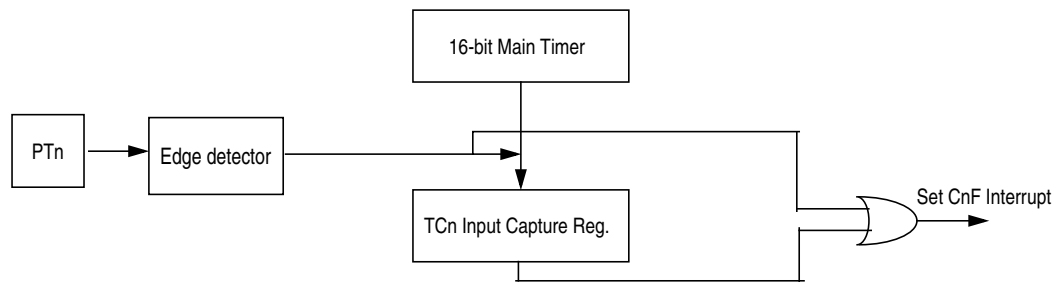 16-bit Main Timer
PTn
Edge detector
TCn Input Capture Reg.
Set CnF Interrupt